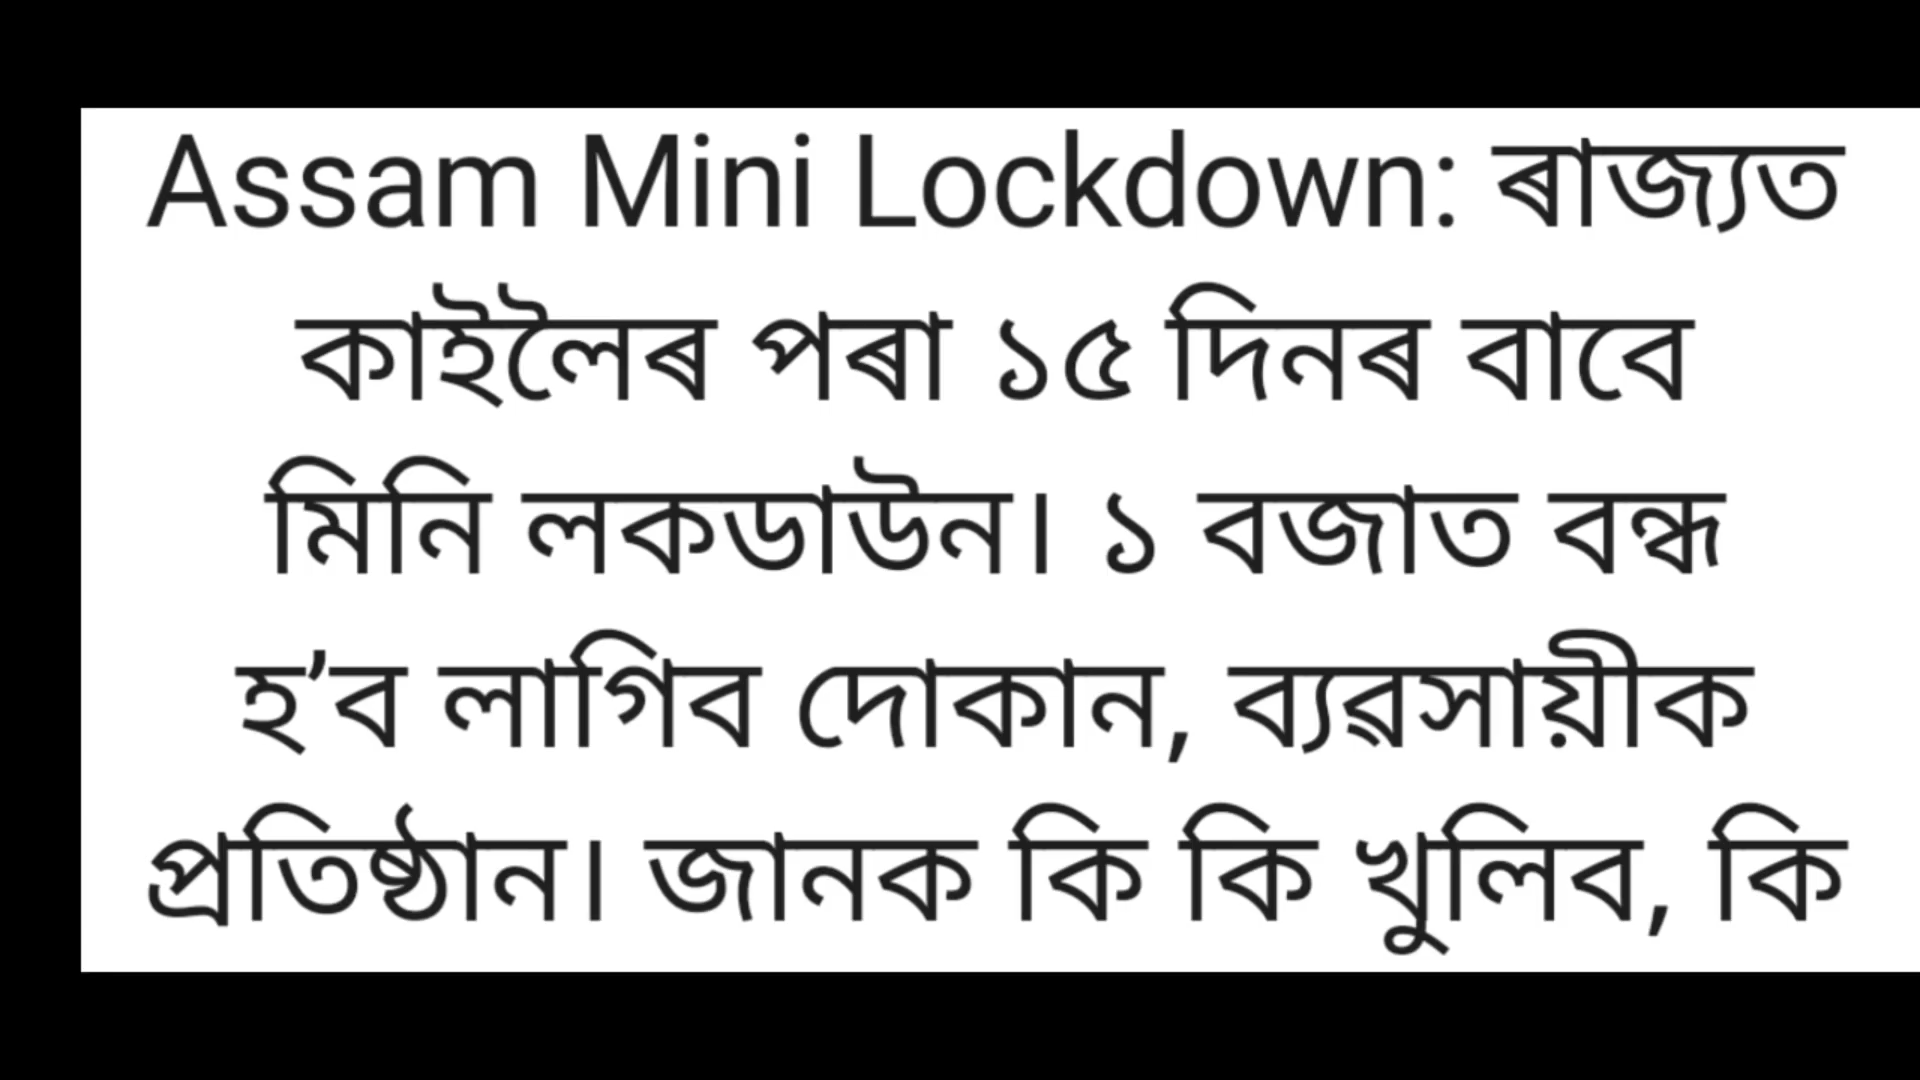 Assam Mini Lockdown: ৰাজ্যত
কাইলৈৰ পৰা ১৫ দিনৰ বাবে
মিনি লকডাউন। ১ বজাত বন্ধ
হ’ব লাগিব দোকান, ব্যৱসায়ীক
প্ৰতিষ্ঠান। জানক কি কি খুলিব, কি